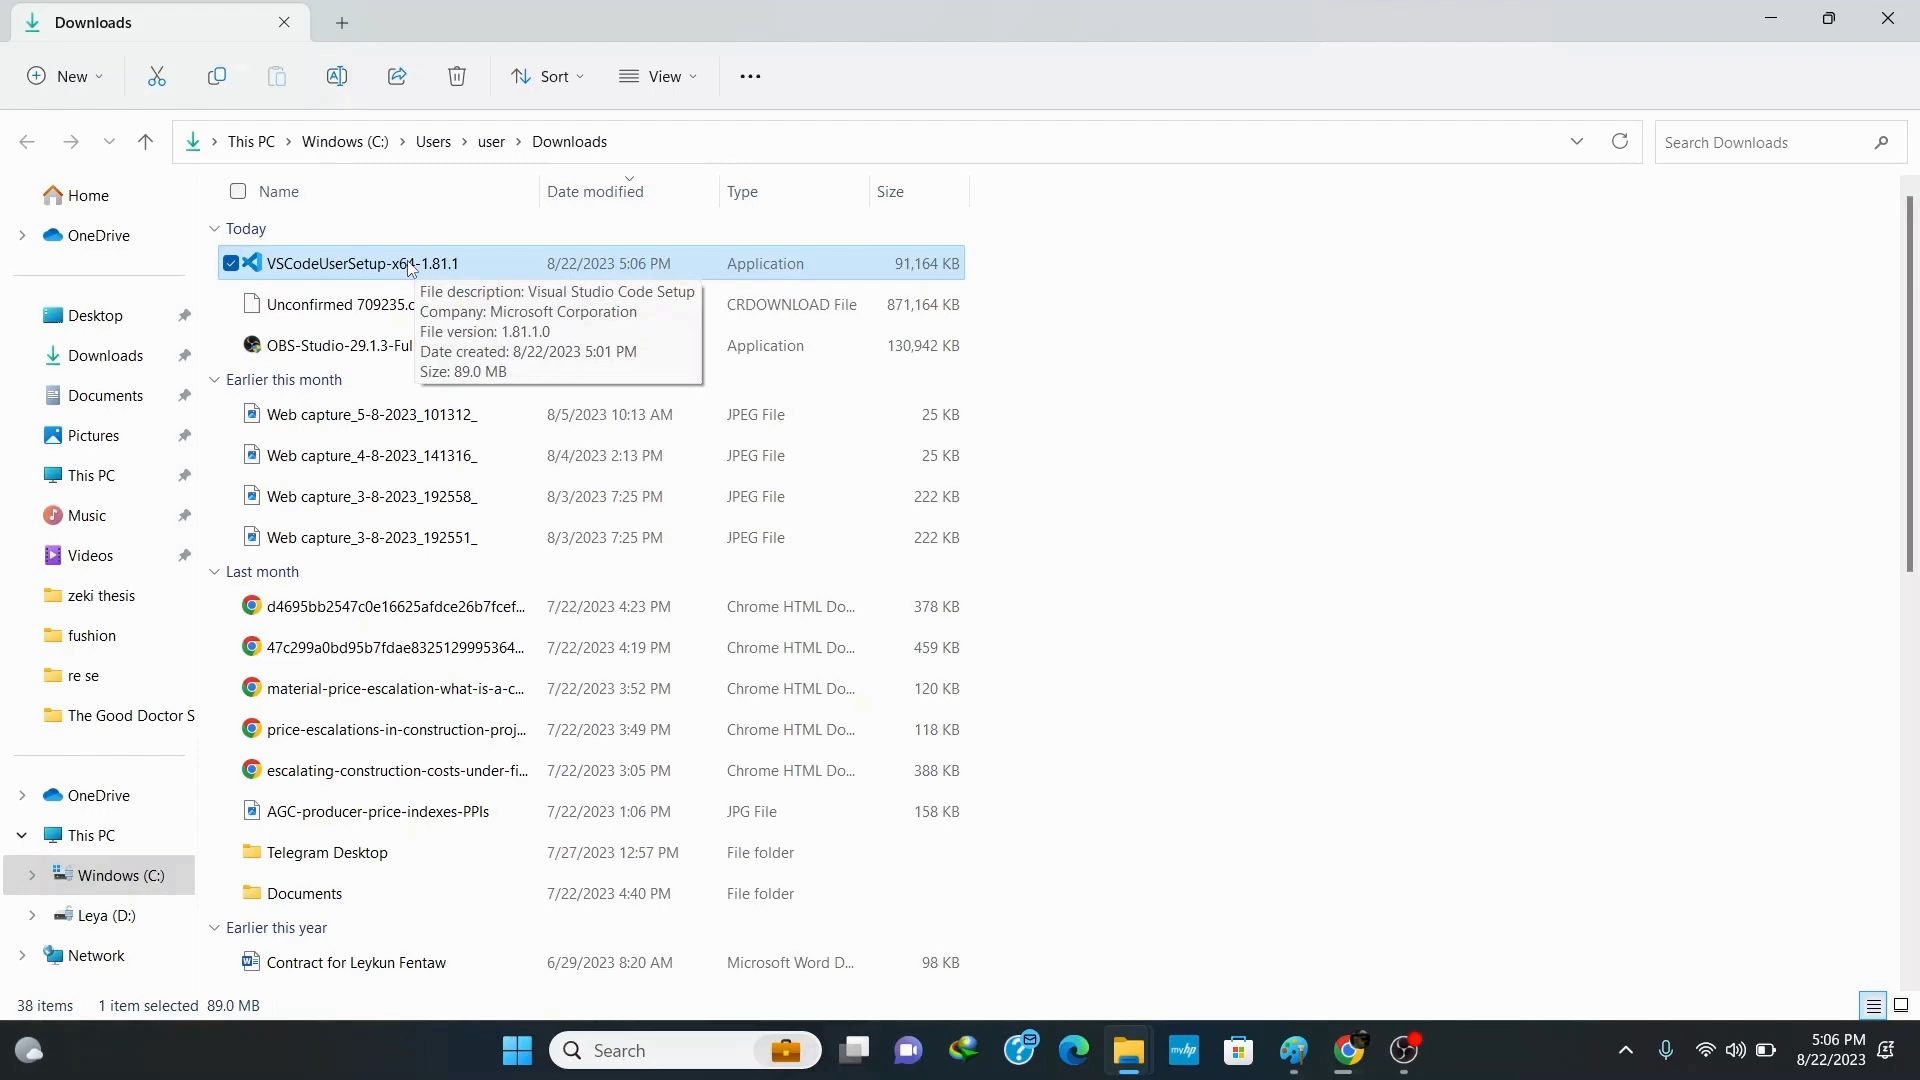 Downloads
New
Sort
View
This PC
Windows (C:)
Users
user
Downloads
Search Downloads
Name
Date modified
Type
Size
Home
OneDrive
Desktop
Downloads
Documents
Pictures
This PC
Music
Videos
zeki thesis
fushion
re se
The Good Doctor S
OneDrive
This PC
Windows (C:)
Leya (D:)
Network
Today
VSCodeUserSetup-x64-1.81.1 8/22/2023 5:06 PM Application 91,164 KB
Unconfirmed 709235.c CRDOWNLOAD File 871,164 KB
OBS-Studio-29.1.3-Ful Application 130,942 KB
File description: Visual Studio Code Setup
Company: Microsoft Corporation
File version: 1.81.1.0
Date created: 8/22/2023 5:01 PM
Size: 89.0 MB
Earlier this month
Web capture_5-8-2023_101312_ 8/5/2023 10:13 AM JPEG File 25 KB
Web capture_4-8-2023_141316_ 8/4/2023 2:13 PM JPEG File 25 KB
Web capture_3-8-2023_192558_ 8/3/2023 7:25 PM JPEG File 222 KB
Web capture_3-8-2023_192551_ 8/3/2023 7:25 PM JPEG File 222 KB
Last month
d4695bb2547c0e16625afdce26b7fcef... 7/22/2023 4:23 PM Chrome HTML Do... 378 KB
47c299a0bd95b7fdae8325129995364... 7/22/2023 4:19 PM Chrome HTML Do... 459 KB
material-price-escalation-what-is-a-c... 7/22/2023 3:52 PM Chrome HTML Do... 120 KB
price-escalations-in-construction-proj... 7/22/2023 3:49 PM Chrome HTML Do... 118 KB
escalating-construction-costs-under-fi... 7/22/2023 3:05 PM Chrome HTML Do... 388 KB
AGC-producer-price-indexes-PPIs 7/22/2023 1:06 PM JPG File 158 KB
Telegram Desktop 7/27/2023 12:57 PM File folder
Documents 7/22/2023 4:40 PM File folder
Earlier this year
Contract for Leykun Fentaw 6/29/2023 8:20 AM Microsoft Word D... 98 KB
38 items 1 item selected 89.0 MB
Search
myhp
5:06 PM
8/22/2023